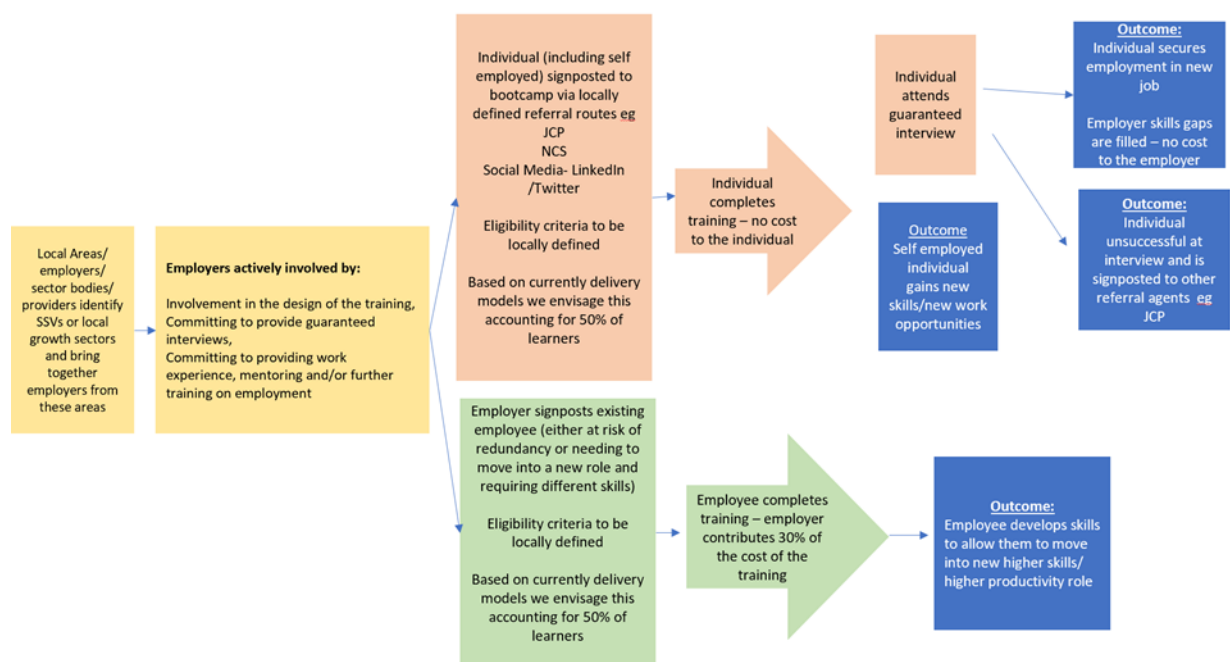 Local Areas/
employers/
sector bodies/
providers identify
SSVs or local
growth sectors
and bring
together
employers from
these areas
Employers actively involved by:
Involvement in the design of the training,
Committing to provide guaranteed
interviews,
Committing to providing work
experience, mentoring and/or further
training on employment
Individual (including self
employed) signposted to
bootcamp via locally
defined referral routes eg
JCP
NCS
Social Media- LinkedIn
/Twitter
Eligibility criteria to be
locally defined
Based on currently delivery
models we envisage this
accounting for 50% of
learners
Individual
completes
training – no cost
to the individual
Individual
attends
guaranteed
interview
Outcome:
Individual secures
employment in new
job
Employer skills gaps
are filled – no cost
to the employer
Outcome
Self employed
individual
gains new
skills/new work
opportunities
Outcome:
Individual
unsuccessful at
interview and is
signposted to other
referral agents eg
JCP
Employer signposts existing
employee (either at risk of
redundancy or needing to
move into a new role and
requiring different skills)
Eligibility criteria to be
locally defined
Based on currently delivery
models we envisage this
accounting for 50% of
learners
Employee completes
training – employer
contributes 30% of
the cost of the
training
Outcome:
Employee develops skills
to allow them to move
into new higher skills/
higher productivity role